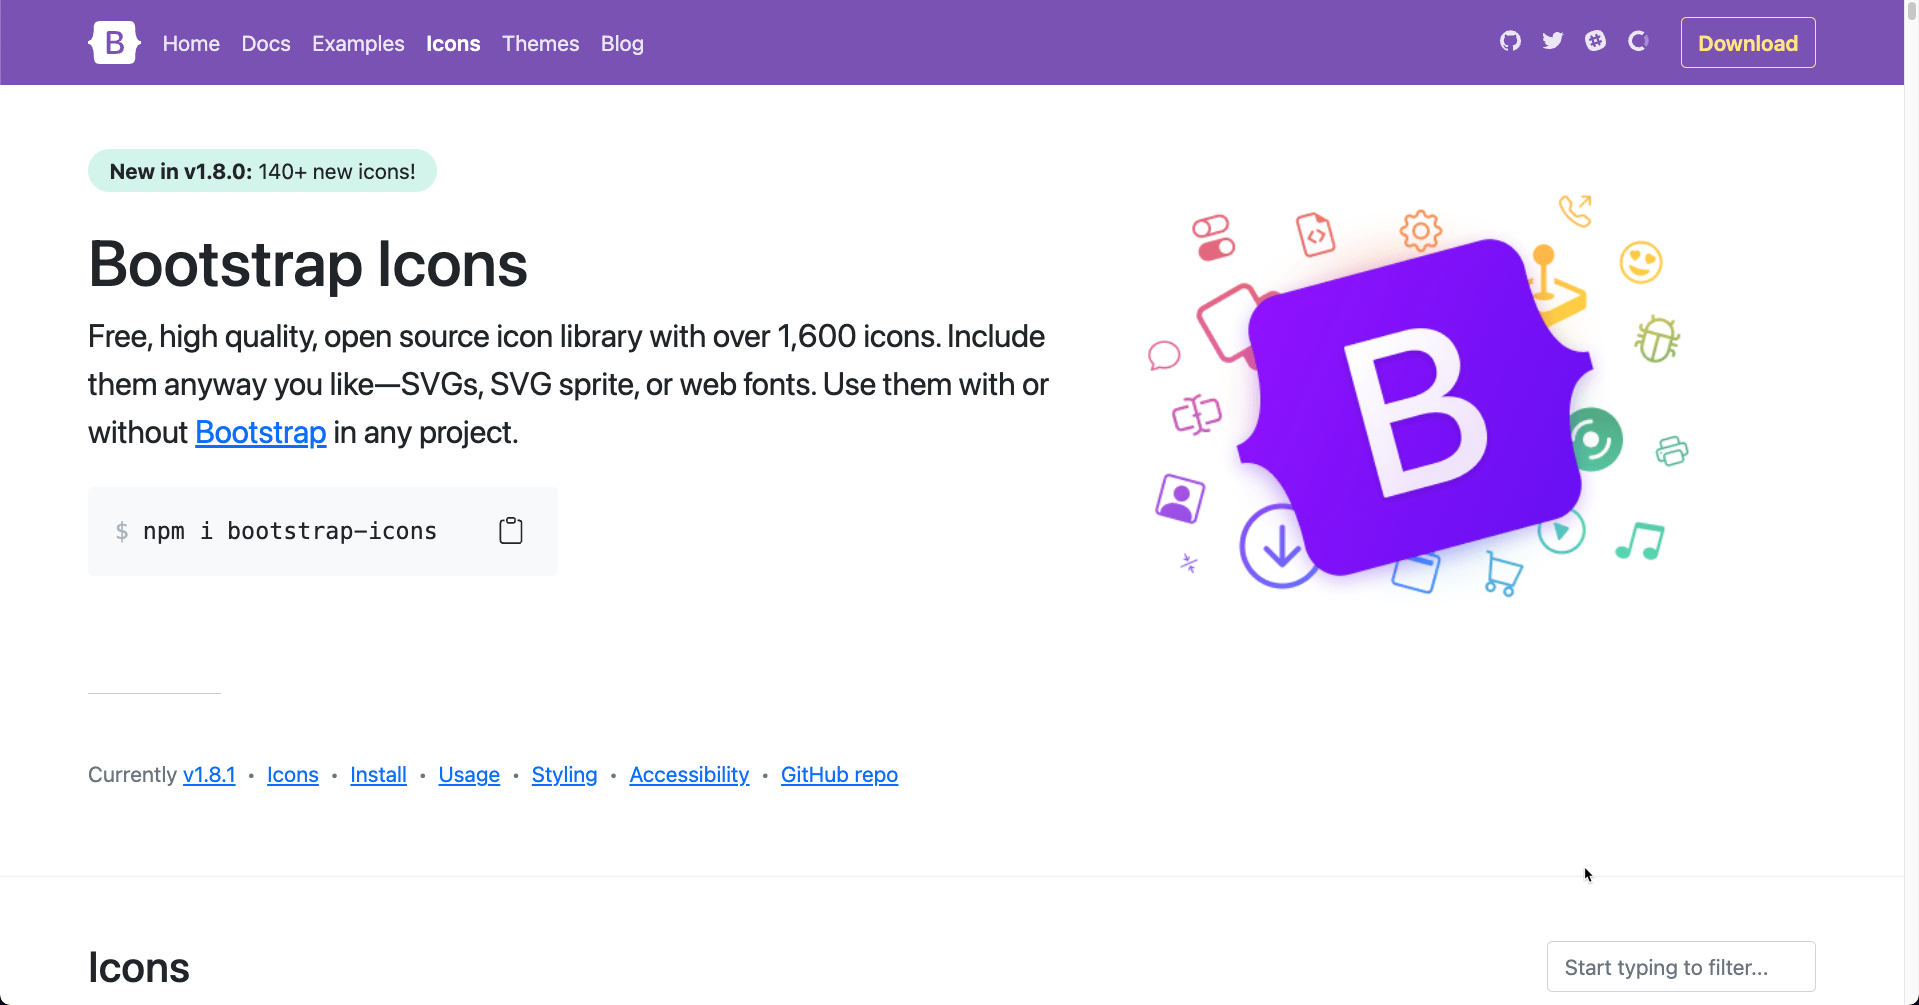 B Home Docs Examples Icons Themes Blog Download
New in v1.8.0: 140+ new icons!
Bootstrap Icons
Free, high quality, open source icon library with over 1,600 icons. Include
them anyway you like—SVGs, SVG sprite, or web fonts. Use them with or
without Bootstrap in any project.
$ npm i bootstrap-icons
B
Currently v1.8.1 · Icons · Install · Usage · Styling · Accessibility · GitHub repo
Icons
Start typing to filter...